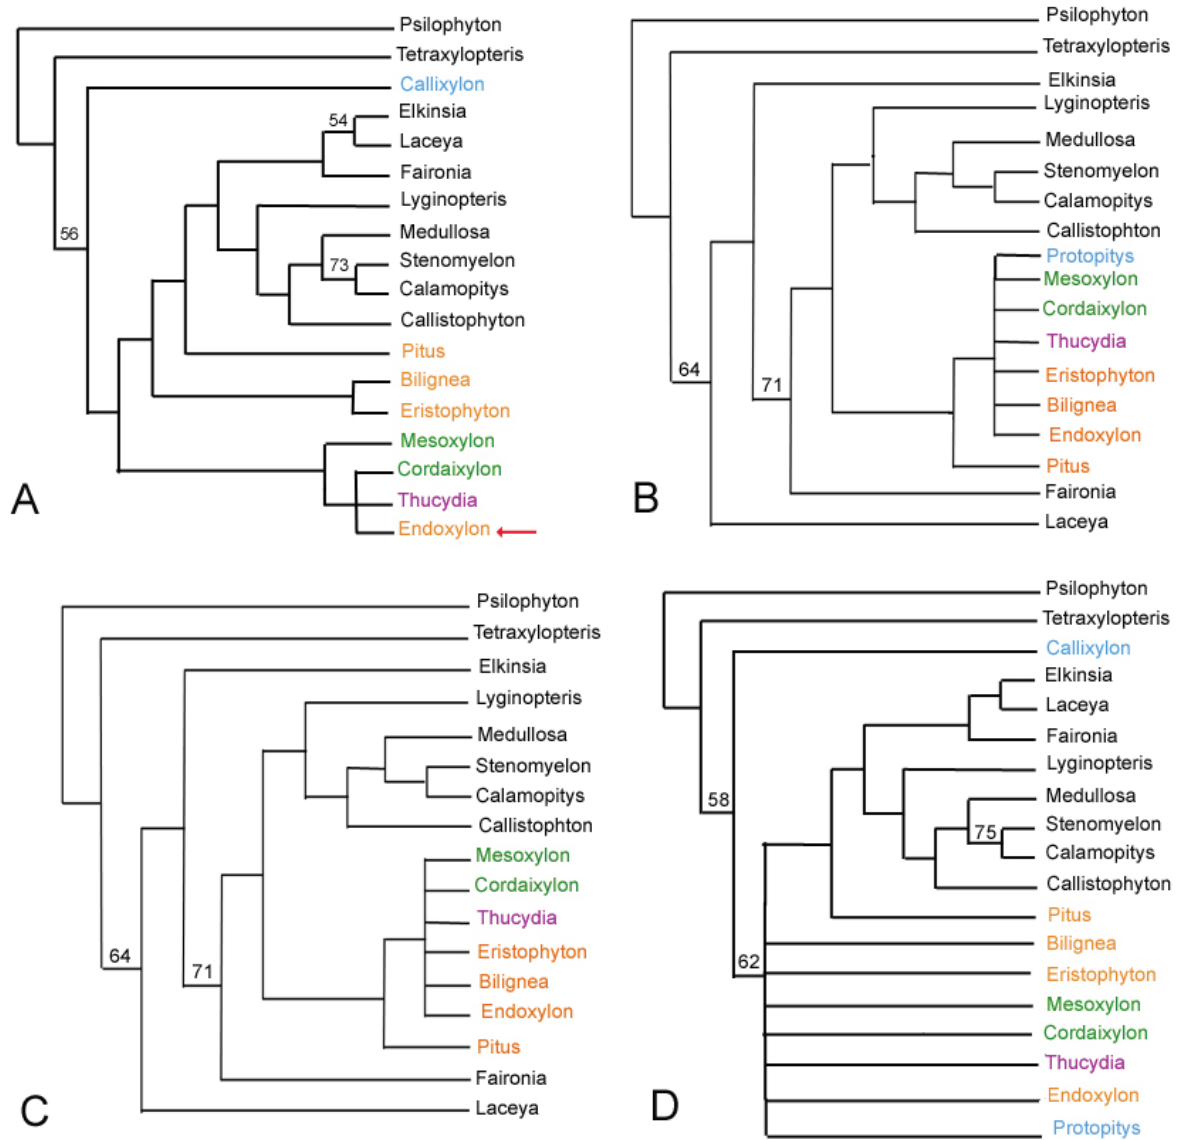 Psilophyton
Tetraxylopteris
Callixylon
Elkinsia
54
Laceya
Faironia
Lyginopteris
56
Medullosa
Stenomyelon
73
Calamopitys
Callistophyton
Pitus
Bilignea
Eristophyton
Mesoxylon
Cordaixylon
Thucydia
Endoxylon
A
Psilophyton
Tetraxylopteris
Elkinsia
Lyginopteris
Medullosa
Stenomyelon
Calamopitys
Callistophton
Protopitys
Mesoxylon
Cordaixylon
Thucydia
64
71
Eristophyton
Bilignea
Endoxylon
Pitus
Faironia
Laceya
B
Psilophyton
Tetraxylopteris
Elkinsia
Lyginopteris
Medullosa
Stenomyelon
Calamopitys
Callistophton
Mesoxylon
Cordaixylon
Thucydia
Eristophyton
64
71
Bilignea
Endoxylon
Pitus
Faironia
Laceya
C
Psilophyton
Tetraxylopteris
Callixylon
Elkinsia
Laceya
Faironia
Lyginopteris
58
Medullosa
Stenomyelon
75
Calamopitys
Callistophyton
Pitus
Bilignea
62
Eristophyton
Mesoxylon
Cordaixylon
Thucydia
Endoxylon
Protopitys
D